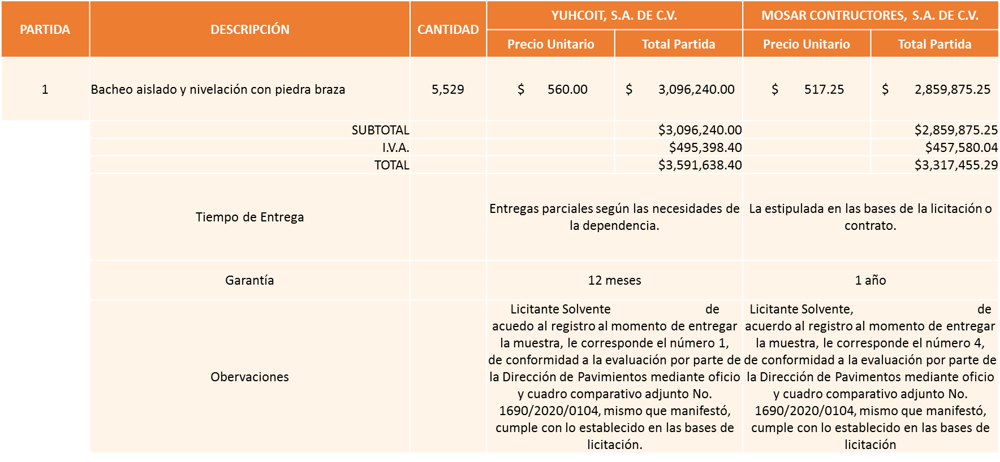 PARTIDA DESCRIPCIÓN CANTIDAD YUHCOIT, S.A. DE C.V. MOSAR CONTRUCTORES, S.A. DE C.V.
Precio Unitario Total Partida Precio Unitario Total Partida
1 Bacheo aislado y nivelación con piedra braza 5,529 $ 560.00 $ 3,096,240.00 $ 517.25 $ 2,859,875.25
SUBTOTAL $3,096,240.00 $2,859,875.25
I.V.A. $495,398.40 $457,580.04
TOTAL $3,591,638.40 $3,317,455.29
Tiempo de Entrega
Entregas parciales según las necesidades de
la dependencia.
La estipulada en las bases de la licitación o
contrato.
Garantía 12 meses 1 año
Obervaciones
Licitante Solvente de
acuedo al registro al momento de entregar
la muestra, le corresponde el número 1,
de conformidad a la evaluación por parte de
la Dirección de Pavimientos mediante oficio
y cuadro comparativo adjunto No.
1690/2020/0104, mismo que manifestó,
cumple con lo establecido en las bases de
licitación.
Licitante Solvente, de
acuerdo al registro al momento de entregar
la muestra, le corresponde el número 4,
de conformidad a la evaluación por parte de
la Dirección de Pavimentos mediante oficio
y cuadro comparativo adjunto No.
1690/2020/0104, mismo que manifestó,
cumple con lo establecido en las bases de
licitación